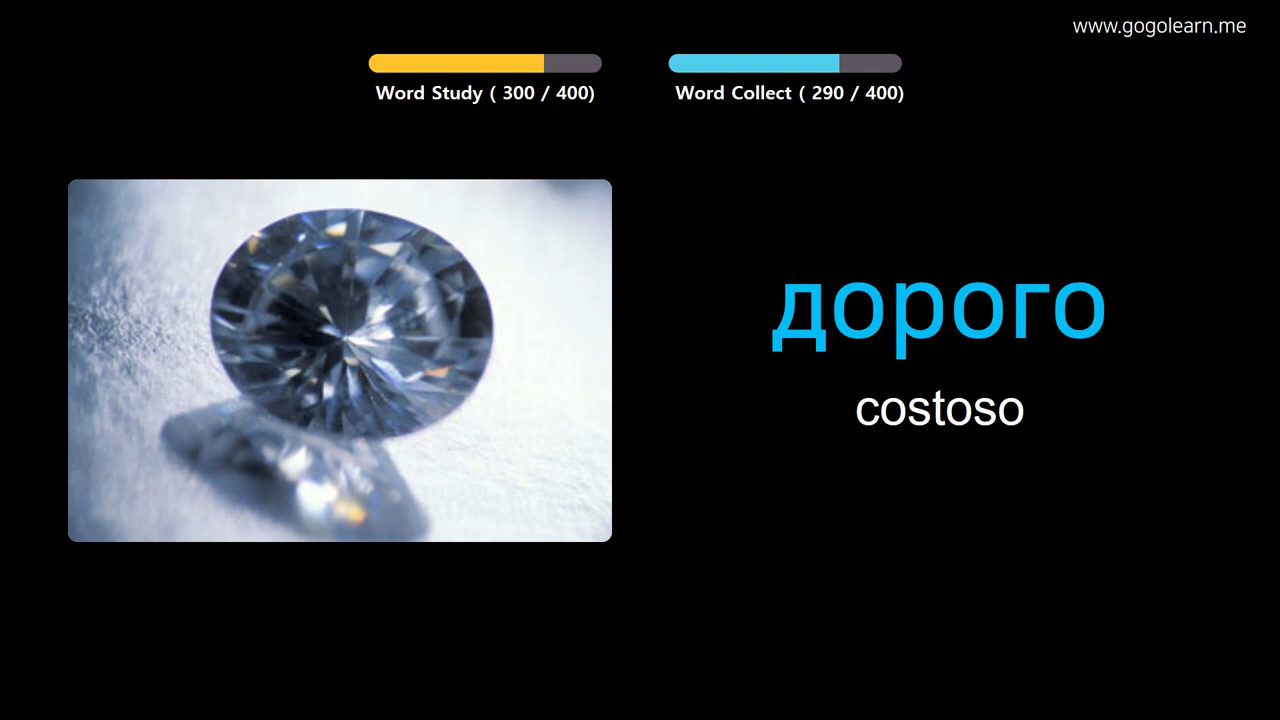 www.gogolearn.me
Word Study ( 300 / 400)
Word Collect ( 290 / 400)
дорого
costoso